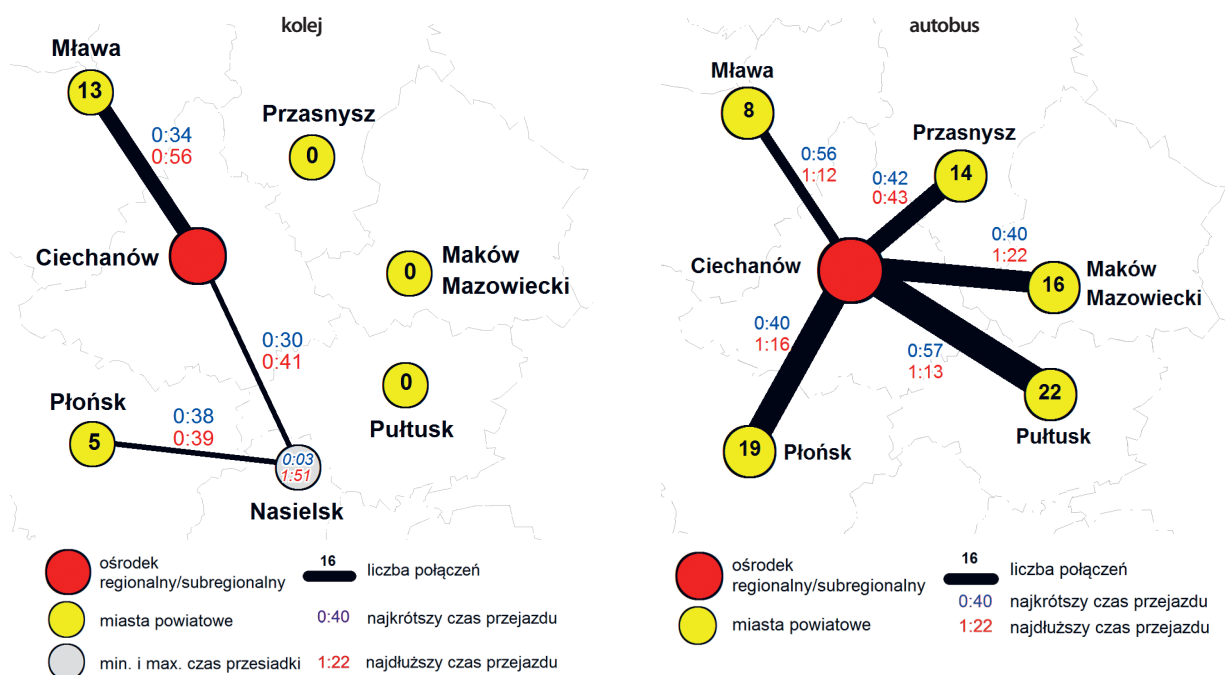 kolej
Mława
13
0:34
0:56
Przasnysz
0
Ciechanów
0
Maków
Mazowiecki
0:30
0:41
0
Pułtusk
Płońsk
5
0:38
0:39
0:03
1:51
Nasielsk
ośrodek
regionalny/subregionalny
16
liczba połączeń
miasta powiatowe
0:40
najkrótszy czas przejazdu
min. i max. czas przesiadki
1:22
najdłuższy czas przejazdu
autobus
Mława
8
0:56
1:12
Przasnysz
14
0:42
0:43
Ciechanów
0:40
1:22
16
Maków
Mazowiecki
0:40
1:16
0:57
1:13
22
Pułtusk
19
Płońsk
ośrodek
regionalny/subregionalny
16
liczba połączeń
miasta powiatowe
0:40
najkrótszy czas przejazdu
1:22
najdłuższy czas przejazdu